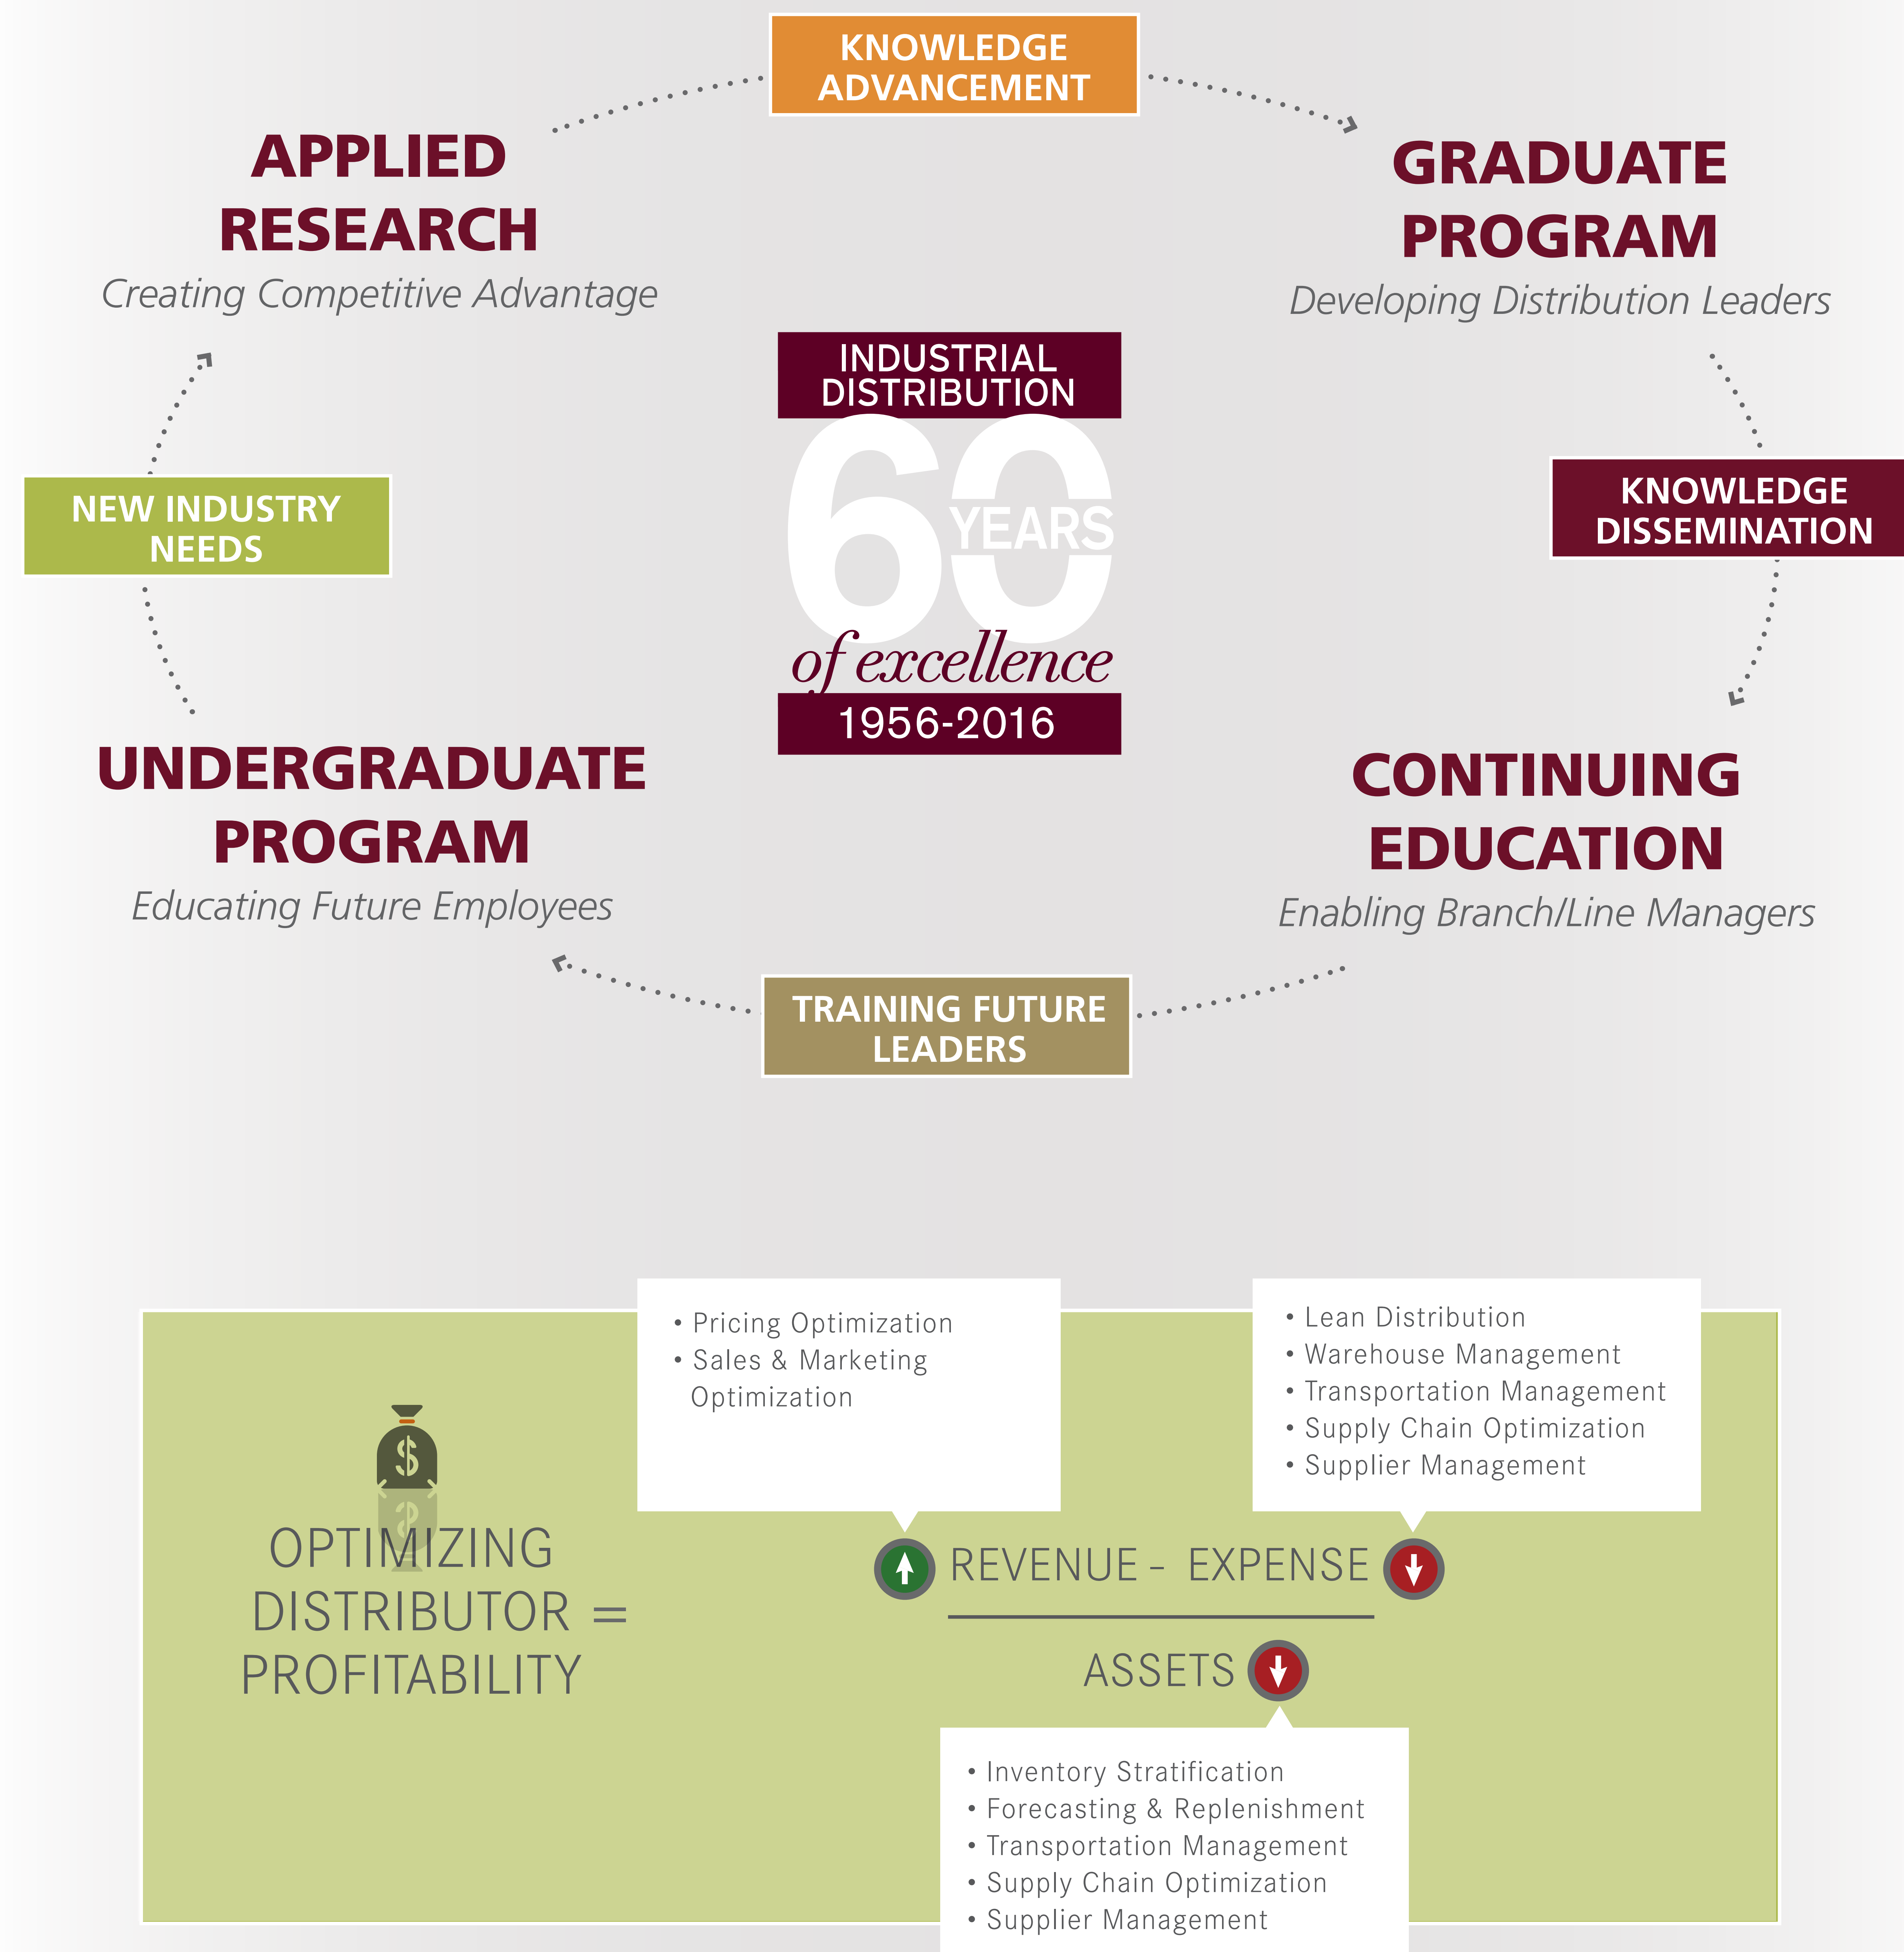 KNOWLEDGE
ADVANCEMENT
APPLIED
RESEARCH
Creating Competitive Advantage
GRADUATE
PROGRAM
Developing Distribution Leaders
INDUSTRIAL
DISTRIBUTION
60
YEARS
of excellence
1956-2016
NEW INDUSTRY
NEEDS
KNOWLEDGE
DISSEMINATION
UNDERGRADUATE
PROGRAM
Educating Future Employees
CONTINUING
EDUCATION
Enabling Branch/Line Managers
TRAINING FUTURE
LEADERS
• Pricing Optimization
• Sales & Marketing
Optimization
• Lean Distribution
• Warehouse Management
• Transportation Management
• Supply Chain Optimization
• Supplier Management
$
OPTIMIZING
DISTRIBUTOR =
PROFITABILITY
REVENUE - EXPENSE
ASSETS
• Inventory Stratification
• Forecasting & Replenishment
• Transportation Management
• Supply Chain Optimization
• Supplier Management